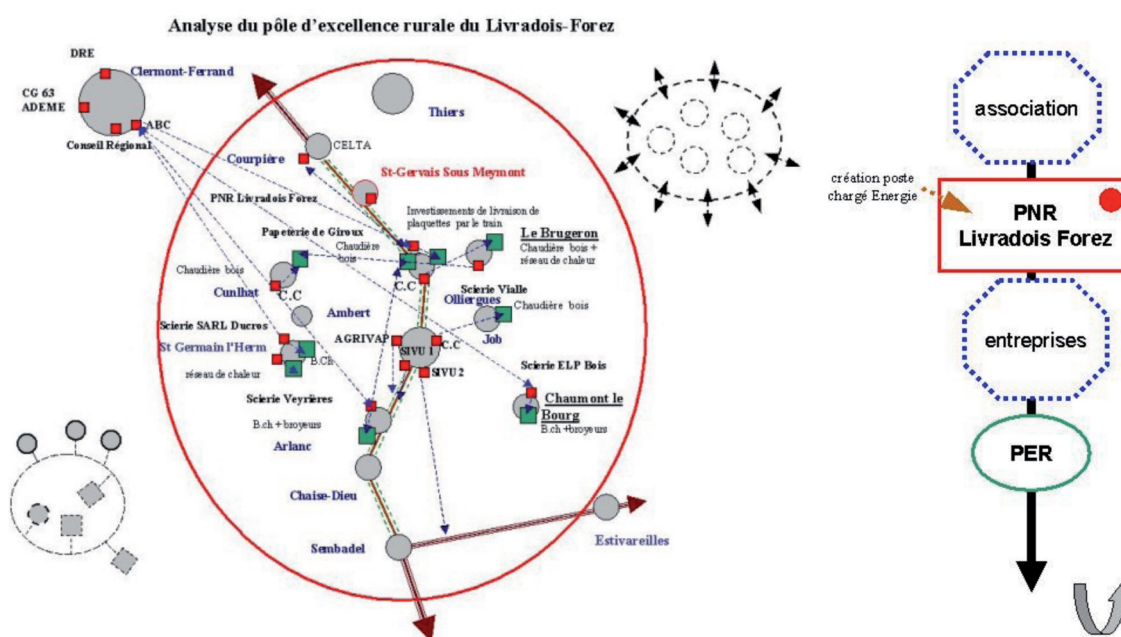 Analyse du pôle d'excellence rurale du Livradois-Forez
DRE
Clermont-Ferrand
CG 63
ADEME
ABC
Conseil Régional
Thiers
CELTA
Courpière
St-Gervais Sous Meymont
PNR Livradois Forez
Investissements de livraison de
plaquettes par le train
Papeterie de Giroux
Chaudière
bois
Le Brugeron
Chaudière bois +
réseau de chaleur
Chaudière bois
C.C
Cunlhat
C.C
Olliergues
Scierie Vialle
Chaudière bois
Ambert
Scierie SARL Ducros
AGRIVAP
C.C
Job
St Germain l'Herm
B.Ch
SIVU 1
SIVU 2
réseau de chaleur
Scierie ELP Bois
Scierie Veyrières
Chaumont le
Bourg
B.ch +broyeurs
B.ch +broyeurs
Arlanc
Chaise-Dieu
Sembadel
Estivareilles
association
création poste
chargé Energie
PNR
Livradois Forez
entreprises
PER